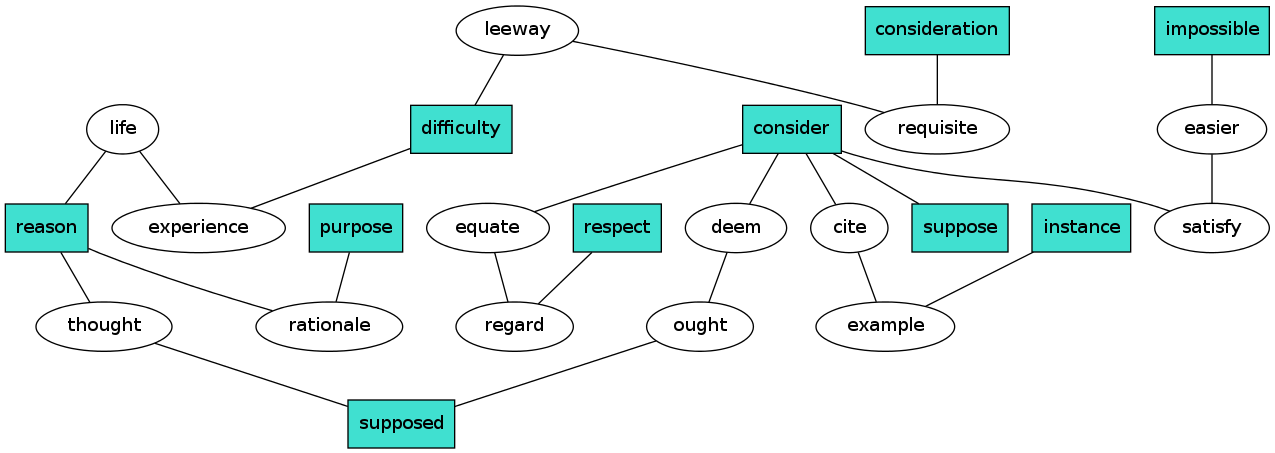 leeway
consideration
impossible
life
difficulty
consider
requisite
easier
reason
experience
purpose
equate
respect
deem
cite
suppose
instance
satisfy
thought
rationale
regard
ought
example
supposed